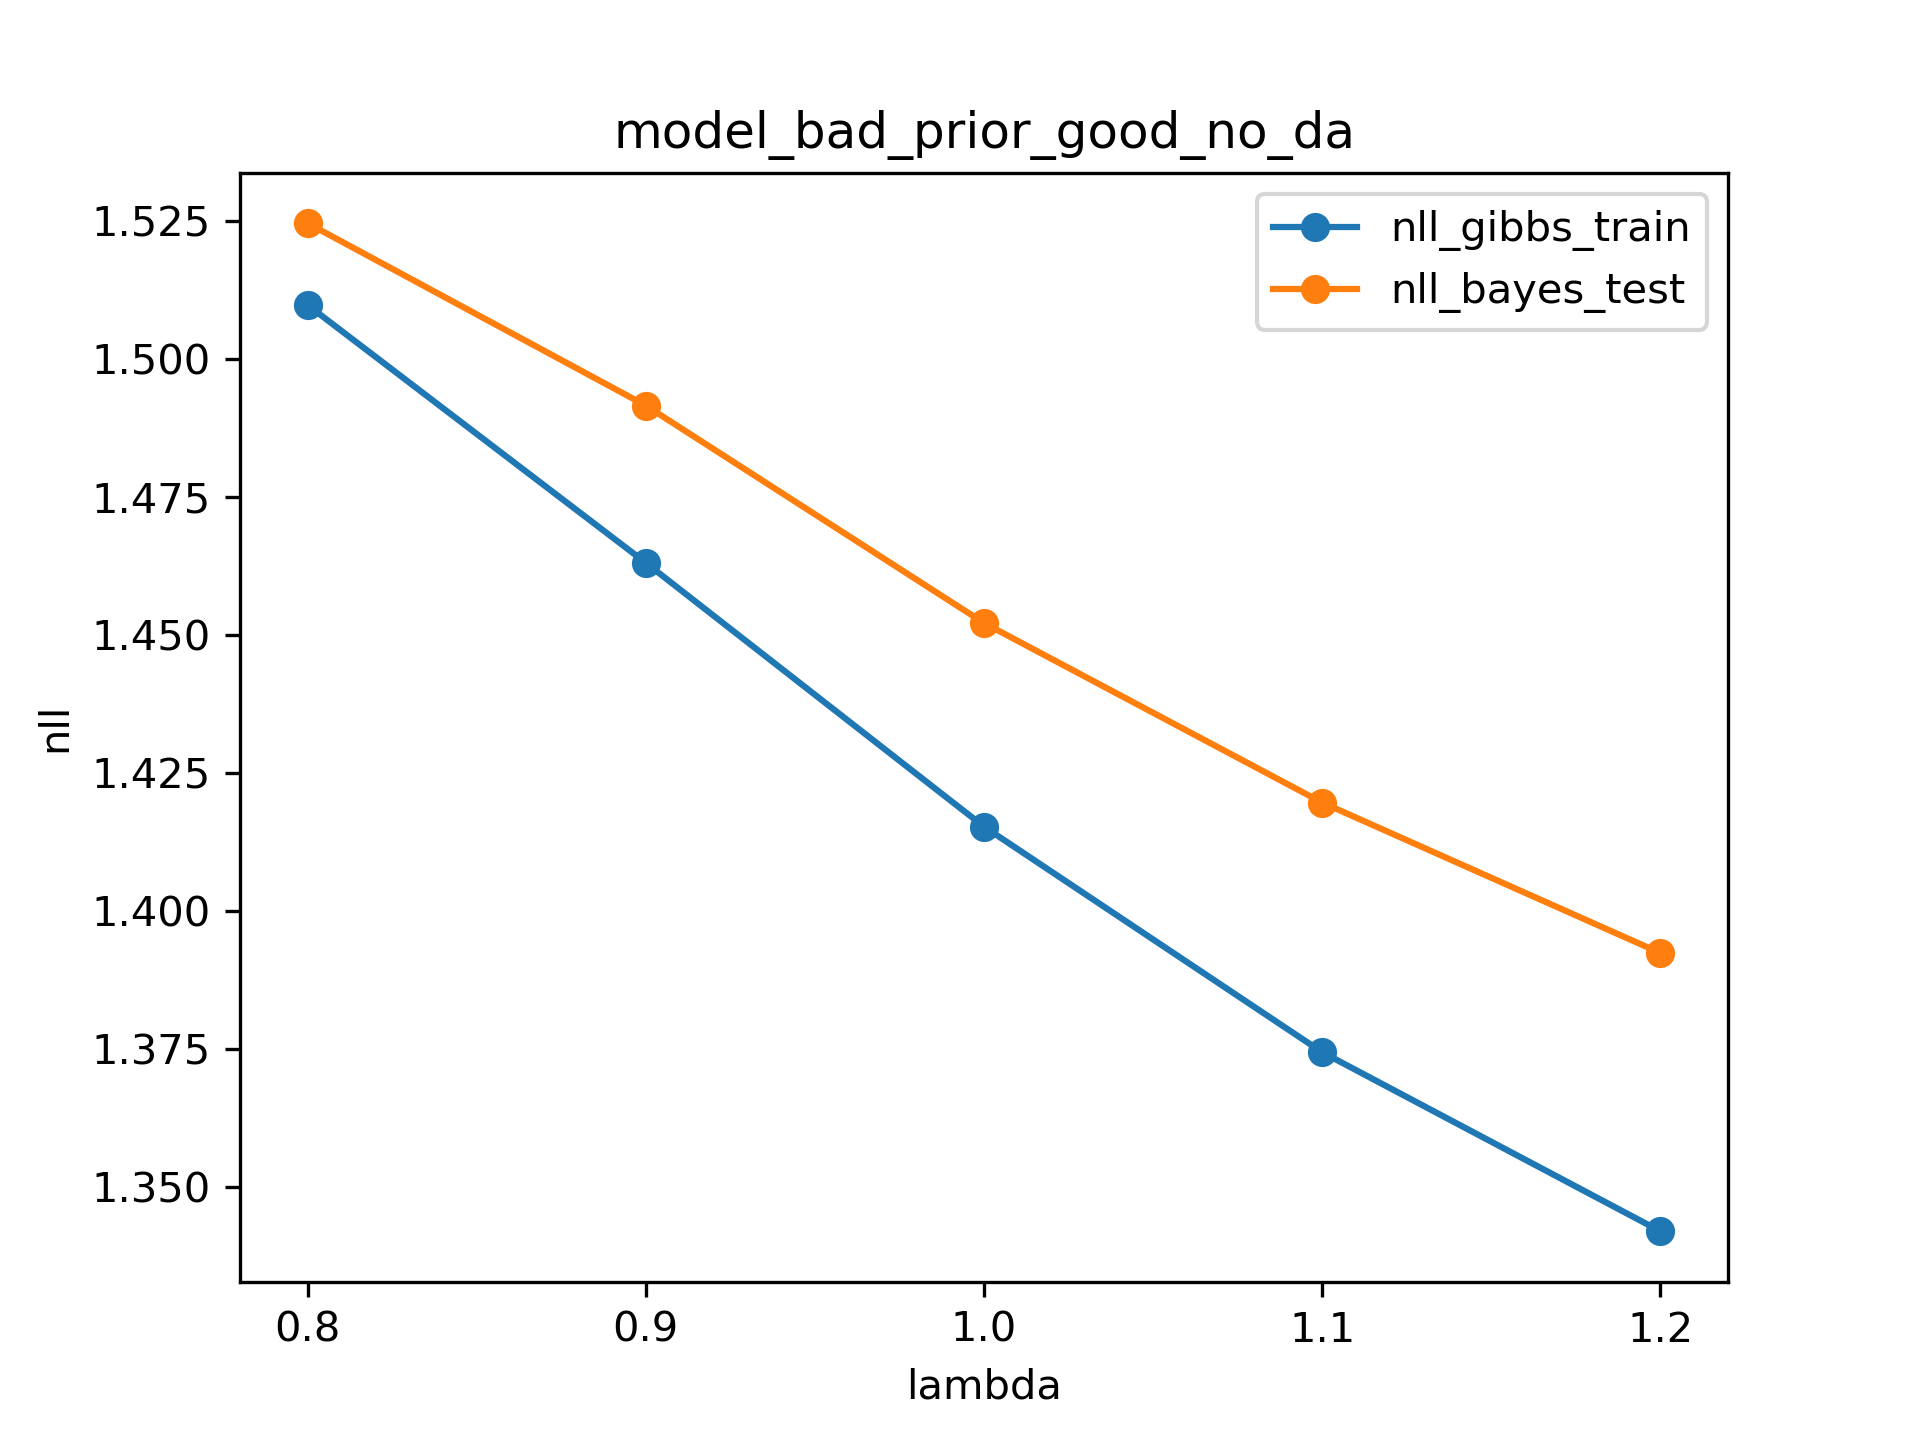 model_bad_prior_good_no_da
nll_gibbs_train
nll_bayes_test
nll
1.525
1.500
1.475
1.450
1.425
1.400
1.375
1.350
0.8 0.9 1.0 1.1 1.2
lambda